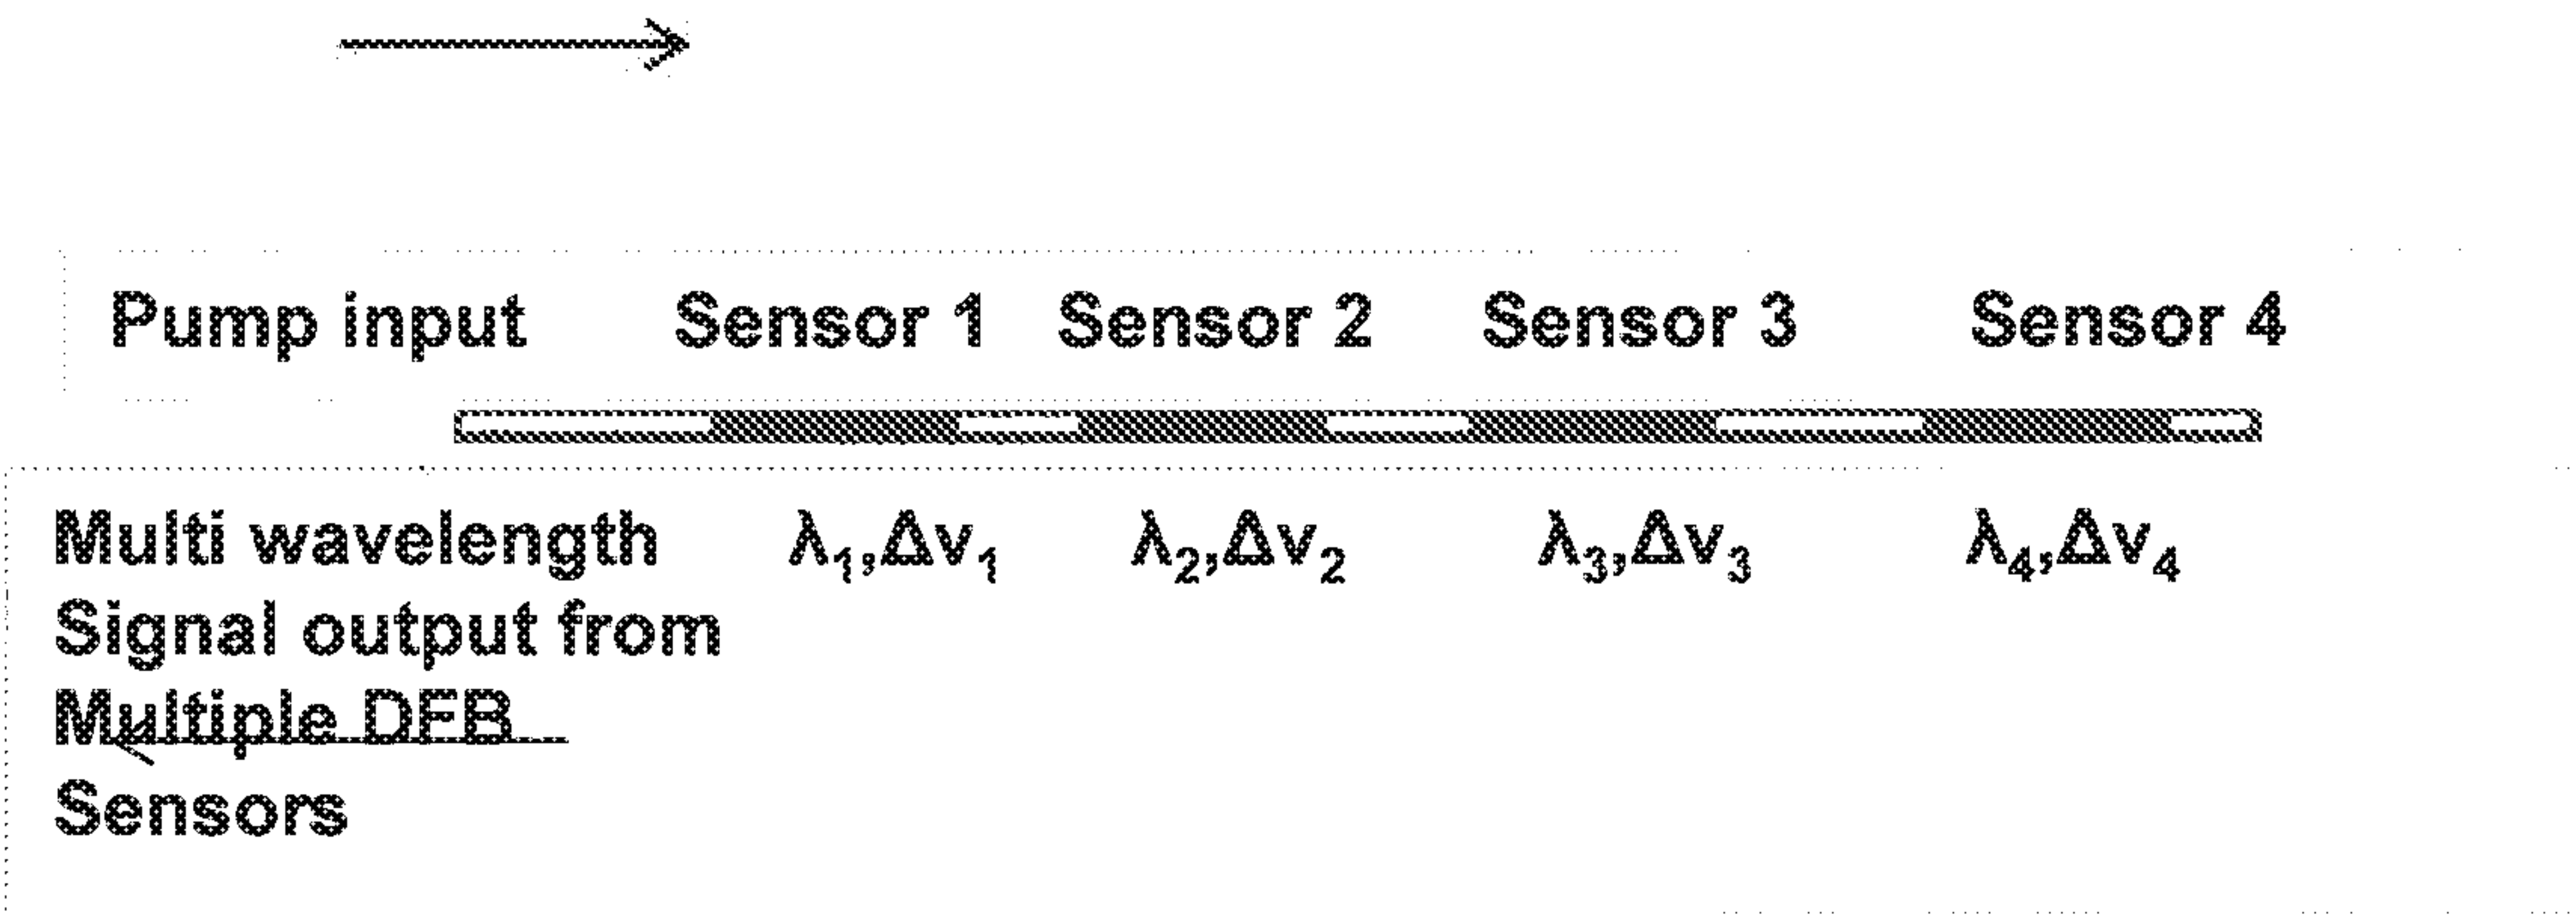 Pump input Sensor 1 Sensor 2 Sensor 3 Sensor 4
Multi wavelength λ₁,Δv₁ λ₂,Δv₂ λ₃,Δv₃ λ₄,Δv₄
Signal output from
Multiple DFB
Sensors